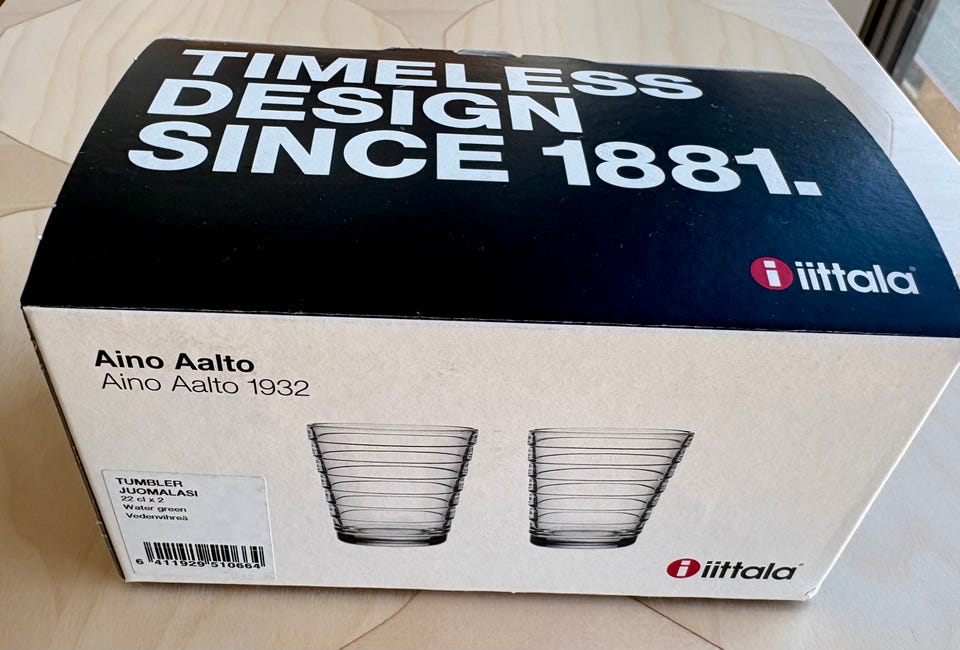 TIMELESS
DESIGN
SINCE 1881.
i iittala
Aino Aalto
Aino Aalto 1932
TUMBLER
JUOMALASI
22 cl x 2
Water green
Vedenvihreä
6 411929 510664
i iittala